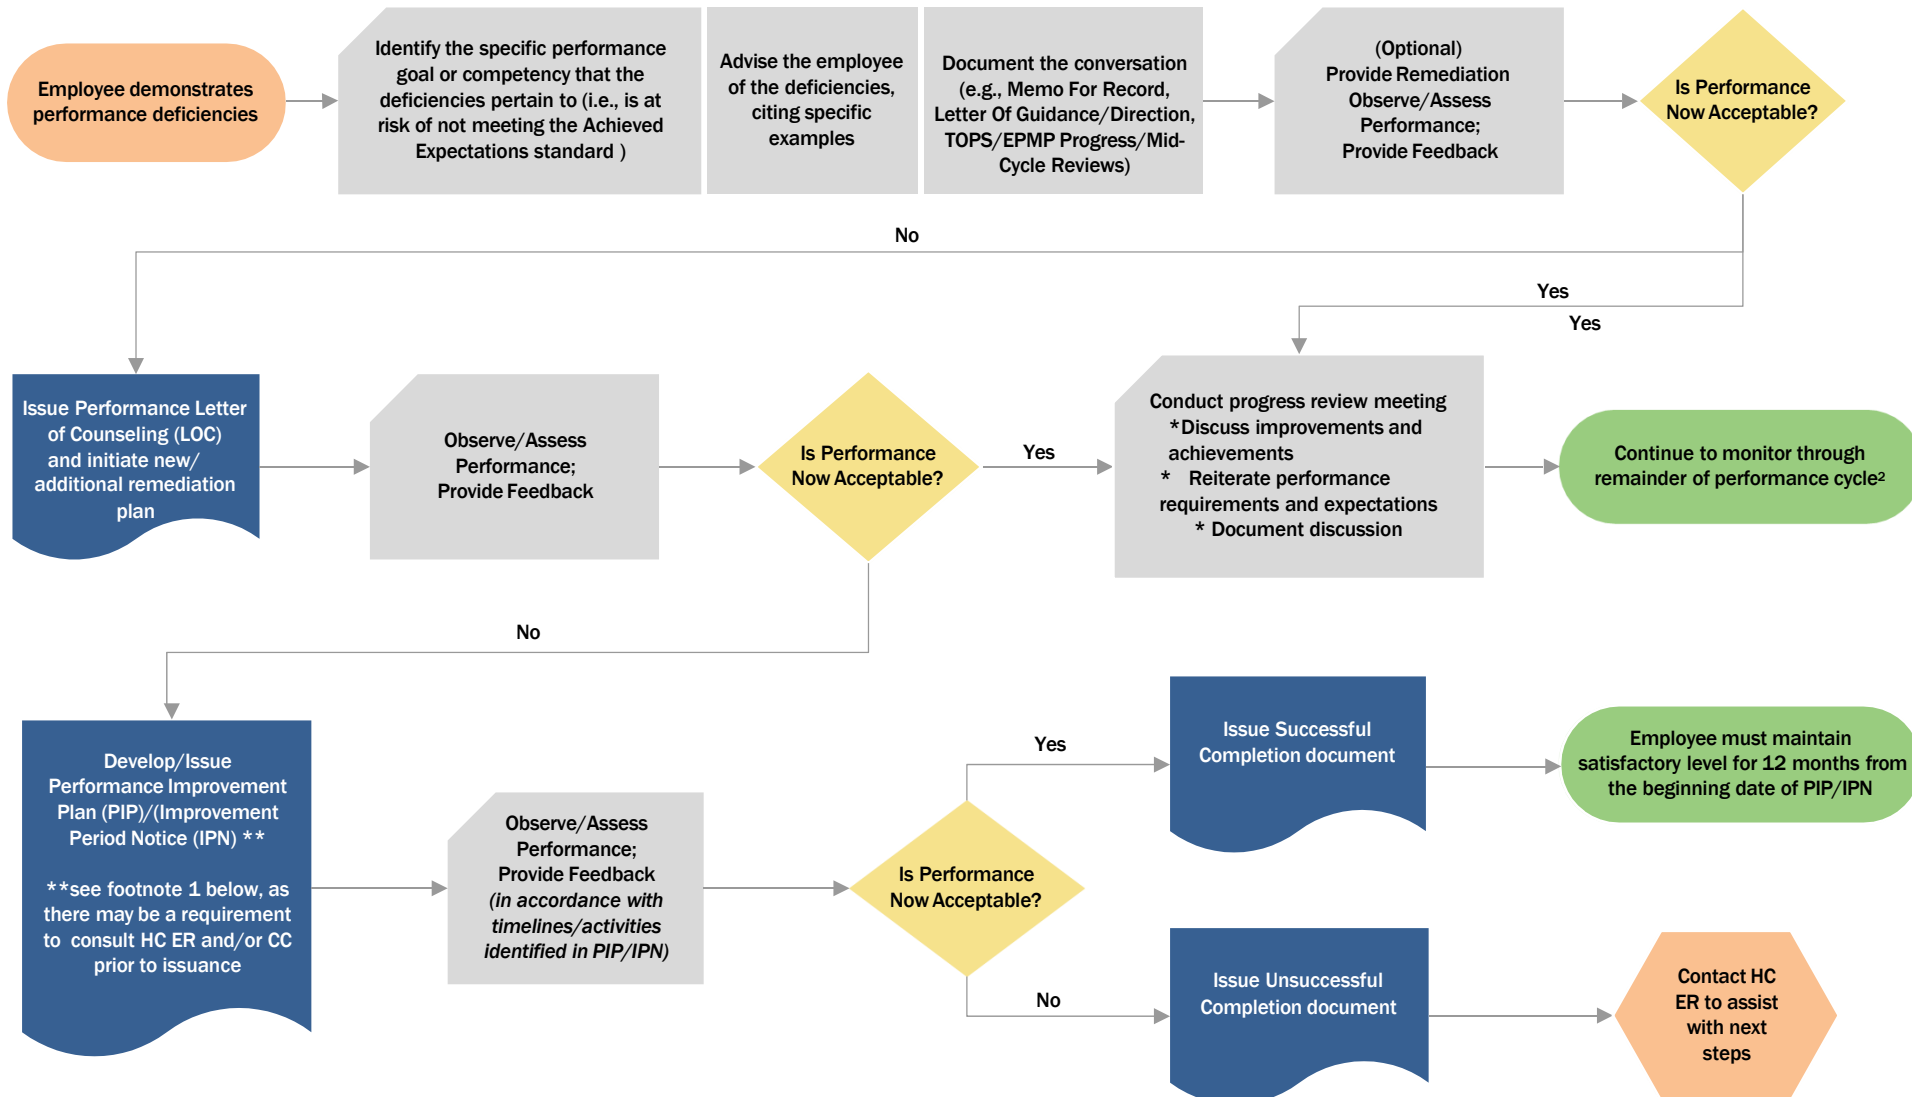 Employee demonstrates
performance deficiencies
Identify the specific performance
goal or competency that the
deficiencies pertain to (i.e., is at
risk of not meeting the Achieved
Expectations standard )
Advise the employee
of the deficiencies,
citing specific
examples
Document the conversation
(e.g., Memo For Record,
Letter Of Guidance/Direction,
TOPS/EPMP Progress/Mid-
Cycle Reviews)
(Optional)
Provide Remediation
Observe/Assess
Performance;
Provide Feedback
Is Performance
Now Acceptable?
No
Yes
Yes
Issue Performance Letter
of Counseling (LOC)
and initiate new/
additional remediation
plan
Observe/Assess
Performance;
Provide Feedback
Is Performance
Now Acceptable?
Yes
Conduct progress review meeting
*Discuss improvements and
achievements
* Reiterate performance
requirements and expectations
* Document discussion
Continue to monitor through
remainder of performance cycle²
No
Develop/Issue
Performance Improvement
Plan (PIP)/(Improvement
Period Notice (IPN) **
**see footnote 1 below, as
there may be a requirement
to consult HC ER and/or CC
prior to issuance
Observe/Assess
Performance;
Provide Feedback
(in accordance with
timelines/activities
identified in PIP/IPN)
Is Performance
Now Acceptable?
Yes
Issue Successful
Completion document
Employee must maintain
satisfactory level for 12 months from
the beginning date of PIP/IPN
No
Issue Unsuccessful
Completion document
Contact HC
ER to assist
with next
steps